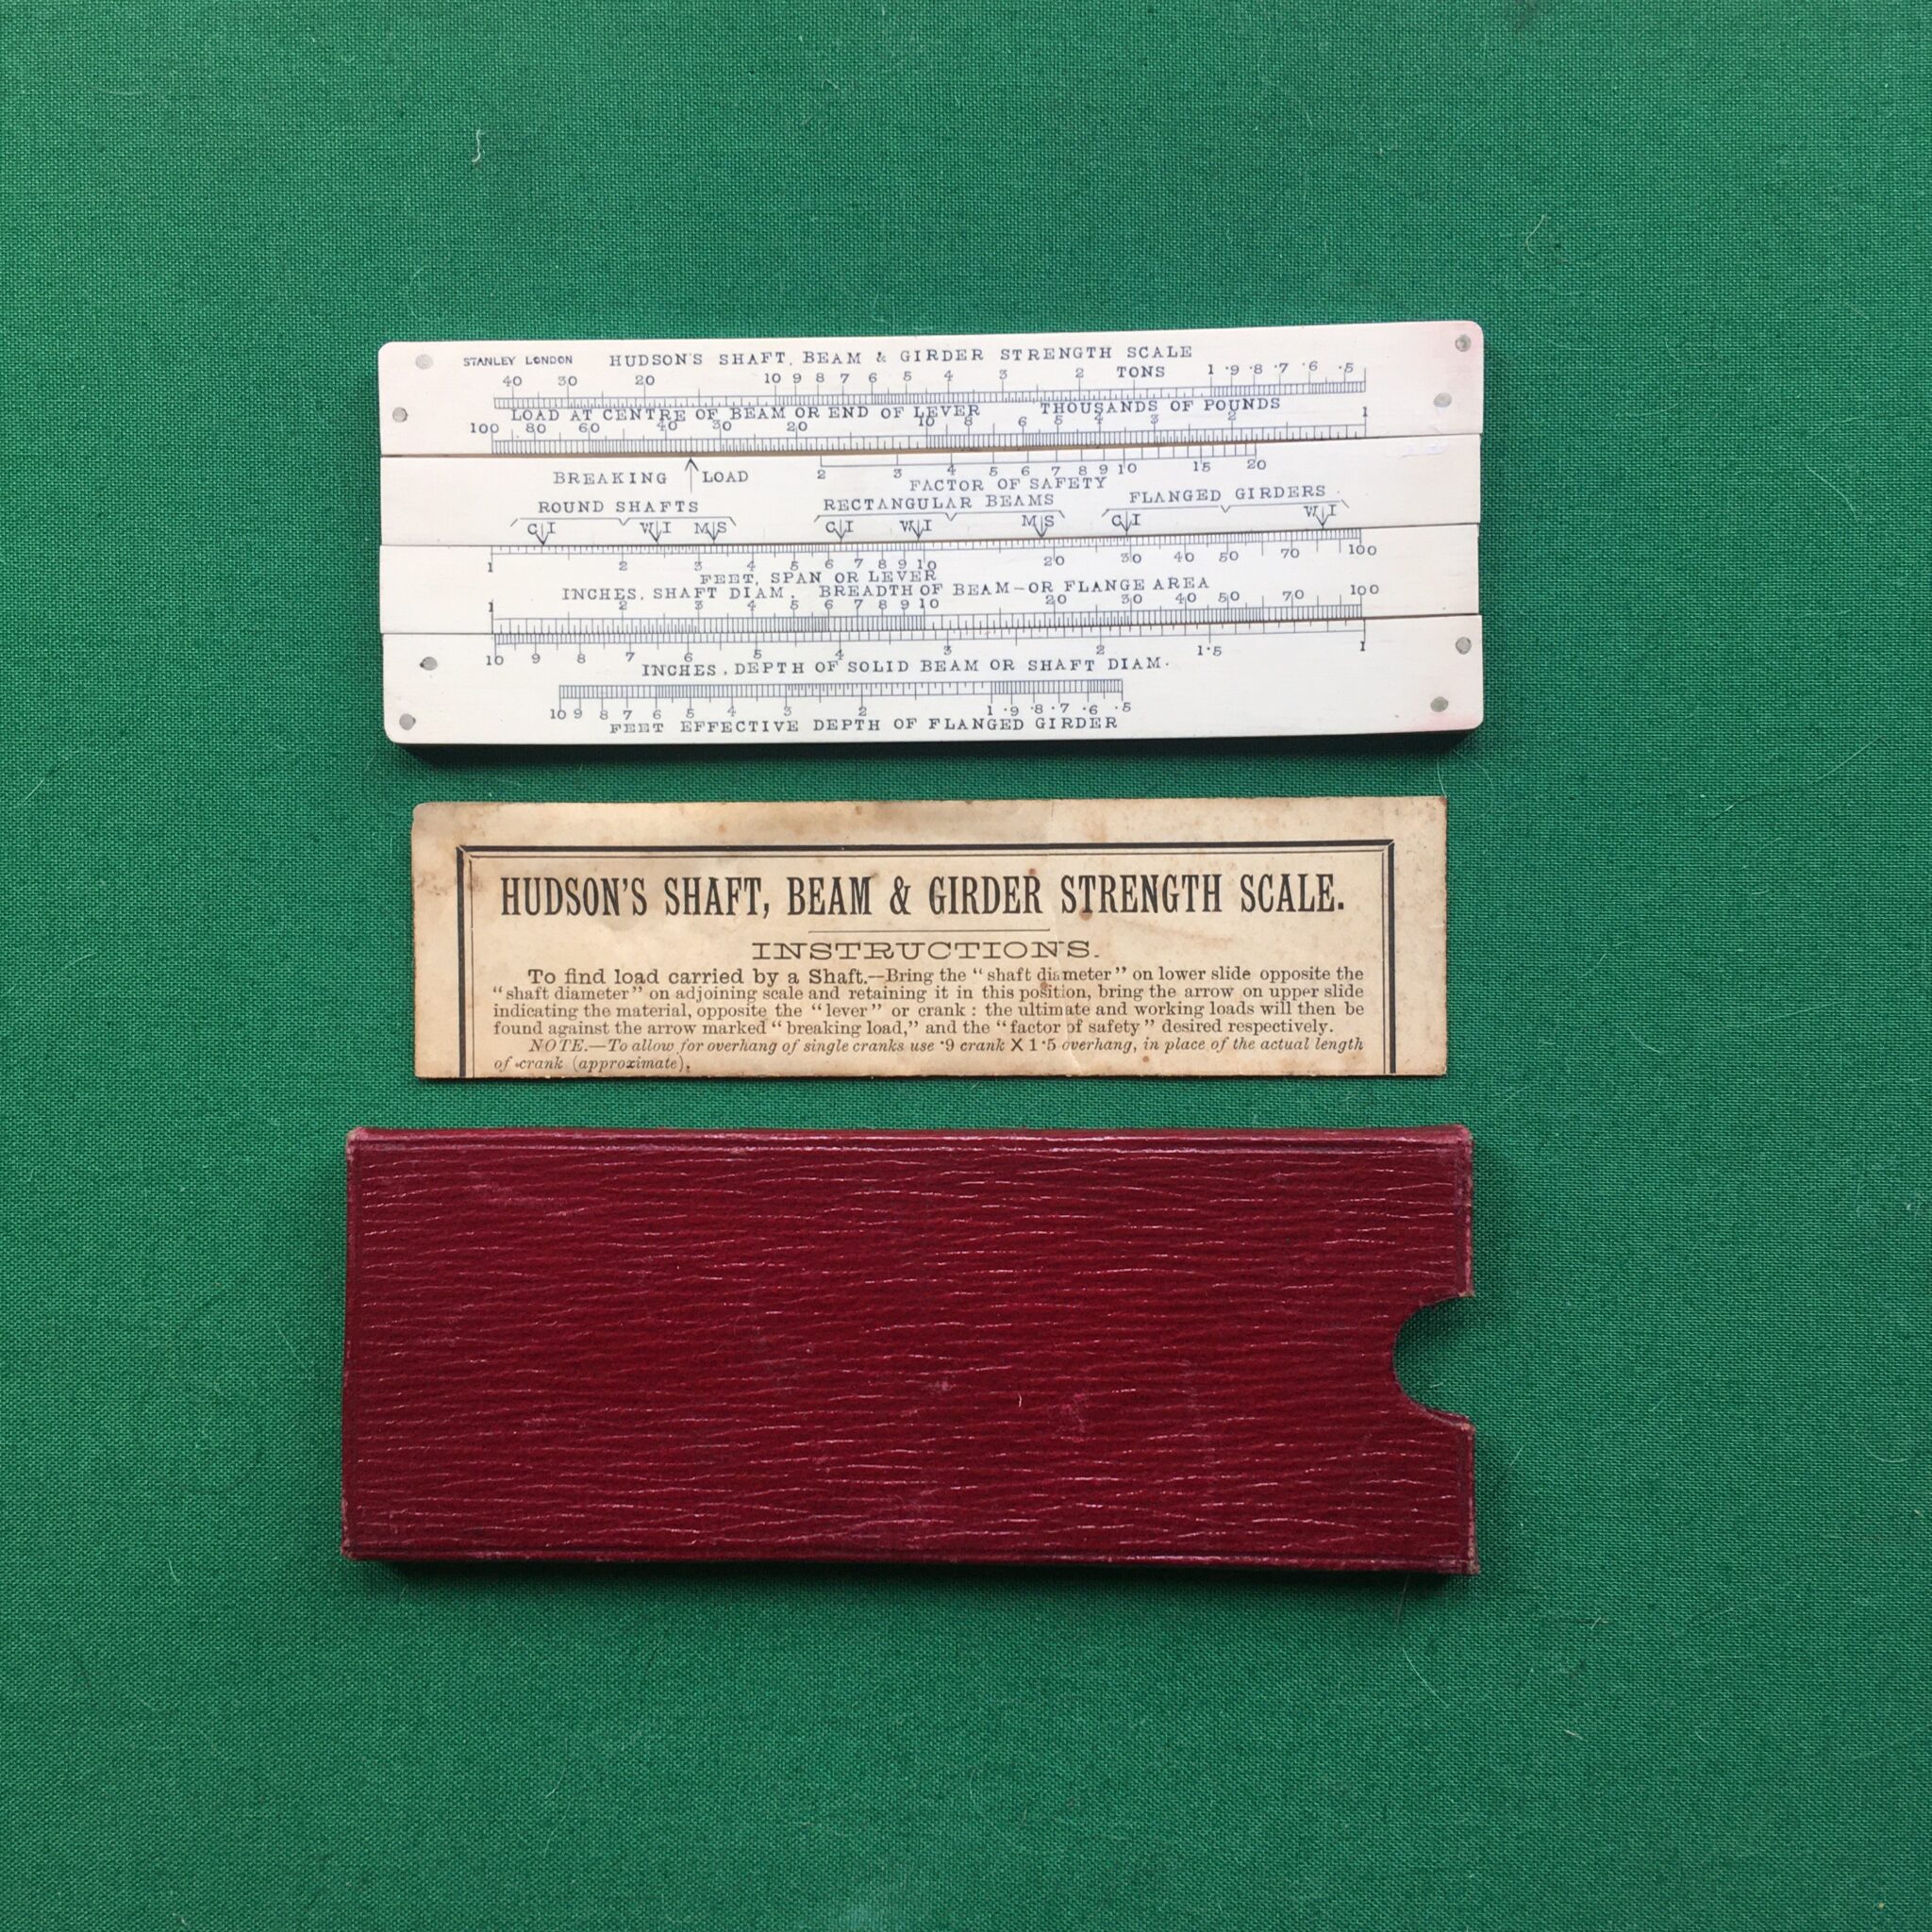 STANLEY LONDON HUDSON'S SHAFT, BEAM & GIRDER STRENGTH SCALE
40 30 20 10 9 8 7 6 5 4 3 2 TONS 1 ·9 ·8 ·7 ·6 ·5
LOAD AT CENTRE OF BEAM OR END OF LEVER THOUSANDS OF POUNDS
100 80 60 40 30 20 10 8 6 5 4 3 2 1
BREAKING LOAD 2 3 4 5 6 7 8 9 10 15 20
FACTOR OF SAFETY
ROUND SHAFTS RECTANGULAR BEAMS FLANGED GIRDERS
C I W I M S C I W I M S C I W I
1 2 3 4 5 6 7 8 9 10 20 30 40 50 70 100
FEET, SPAN OR LEVER
INCHES, SHAFT DIAM. BREADTH OF BEAM-OR FLANGE AREA
1 2 3 4 5 6 7 8 9 10 20 30 40 50 70 100
10 9 8 7 6 5 4 3 2 1·5 1
INCHES, DEPTH OF SOLID BEAM OR SHAFT DIAM.
10 9 8 7 6 5 4 3 2 1 ·9 ·8 ·7 ·6 ·5
FEET EFFECTIVE DEPTH OF FLANGED GIRDER
HUDSON'S SHAFT, BEAM & GIRDER STRENGTH SCALE.
INSTRUCTIONS.
To find load carried by a Shaft.—Bring the "shaft diameter" on lower slide opposite the
"shaft diameter" on adjoining scale and retaining it in this position, bring the arrow on upper slide
indicating the material, opposite the "lever" or crank: the ultimate and working loads will then be
found against the arrow marked "breaking load," and the "factor of safety" desired respectively.
NOTE.—To allow for overhang of single cranks use ·9 crank X 1·5 overhang, in place of the actual length
of crank (approximate).